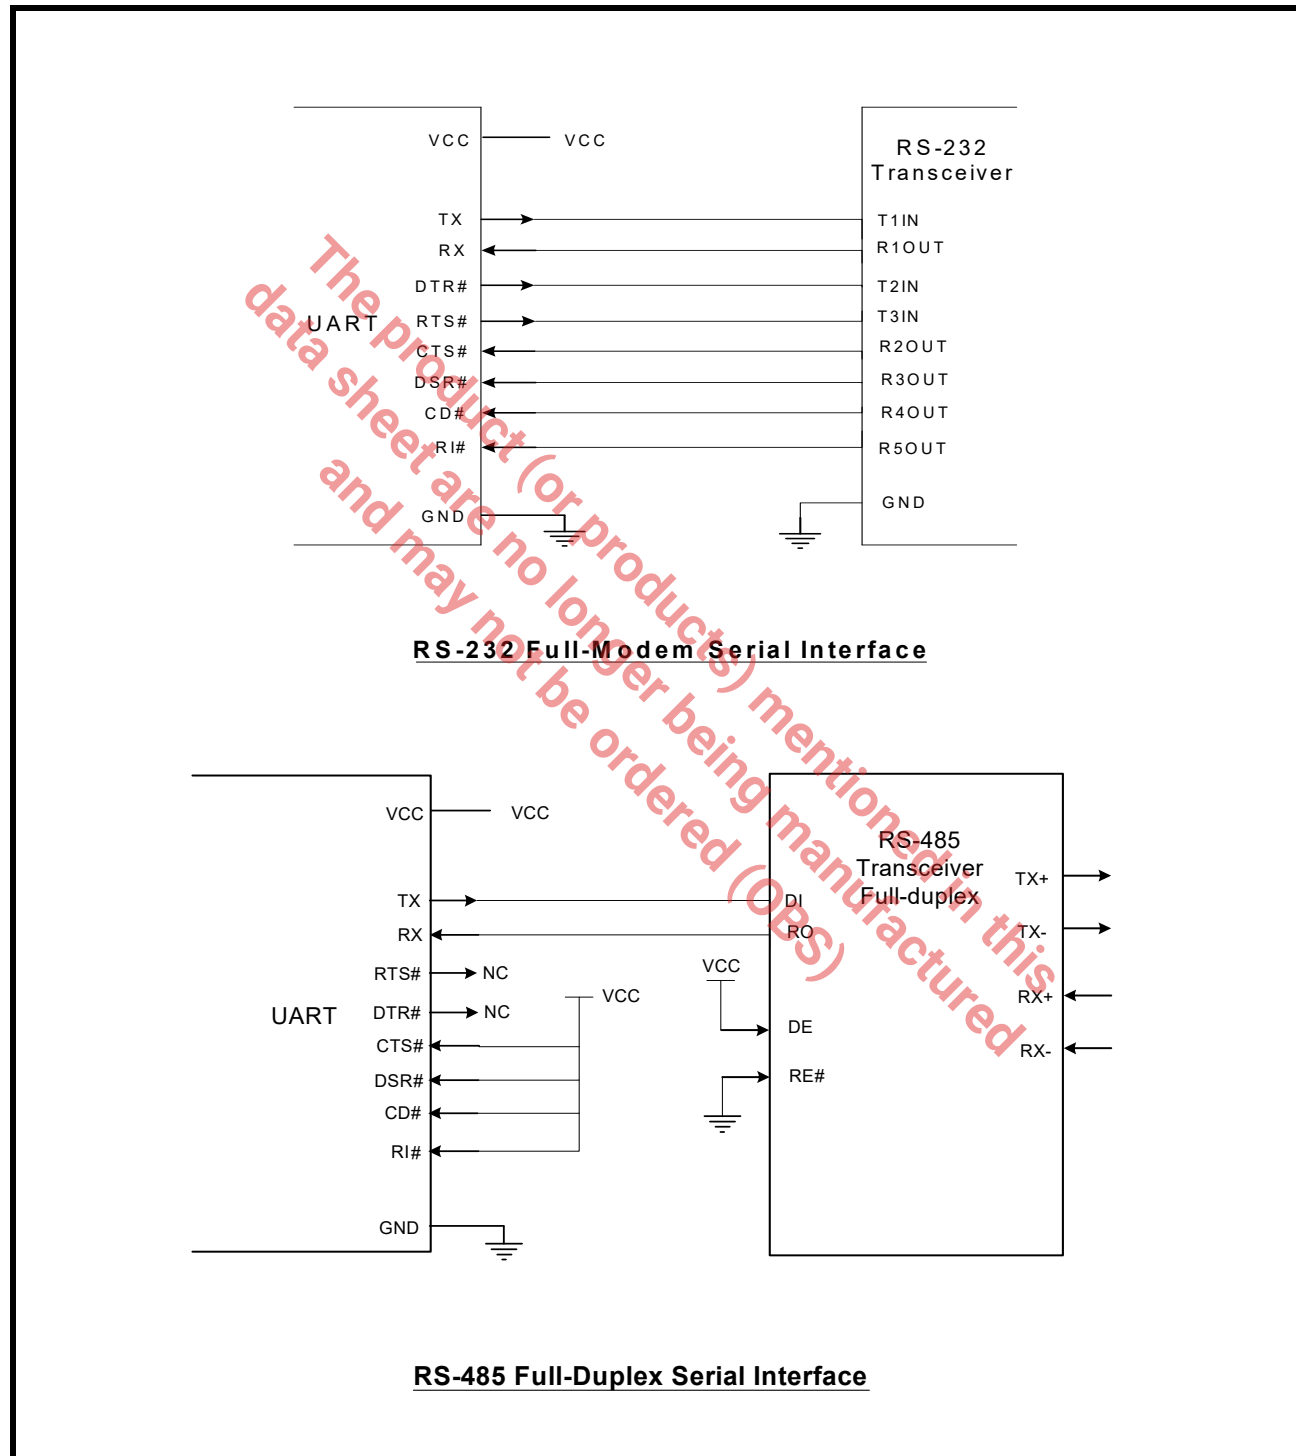 VCC VCC
RS-232
Transceiver
TX T1IN
RX R1OUT
DTR# T2IN
UART RTS# T3IN
CTS# R2OUT
DSR# R3OUT
CD# R4OUT
RI# R5OUT
GND GND
RS-232 Full-Modem Serial Interface
The product (or products) mentioned in this
data sheet are no longer being manufactured
and may not be ordered (OBS)
VCC VCC
RS-485
Transceiver
Full-duplex
TX+
TX DI
RX RO
TX-
RTS# NC
VCC
VCC
RX+
DTR# NC
UART
DE
CTS#
RX-
DSR#
RE#
CD#
RI#
GND
RS-485 Full-Duplex Serial Interface